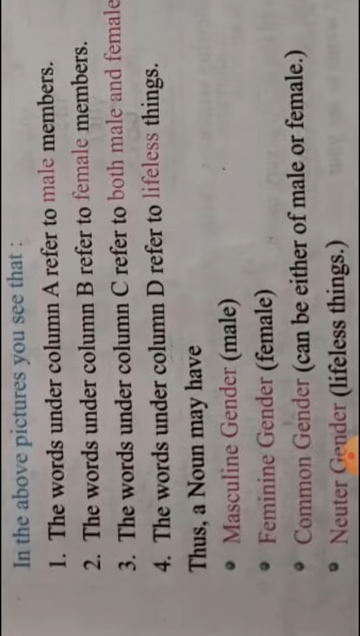 In the above pictures you see that :
1. The words under column A refer to male members.
2. The words under column B refer to female members.
3. The words under column C refer to both male and female
4. The words under column D refer to lifeless things.
Thus, a Noun may have
• Masculine Gender (male)
• Feminine Gender (female)
• Common Gender (can be either of male or female.)
• Neuter Gender (lifeless things.)